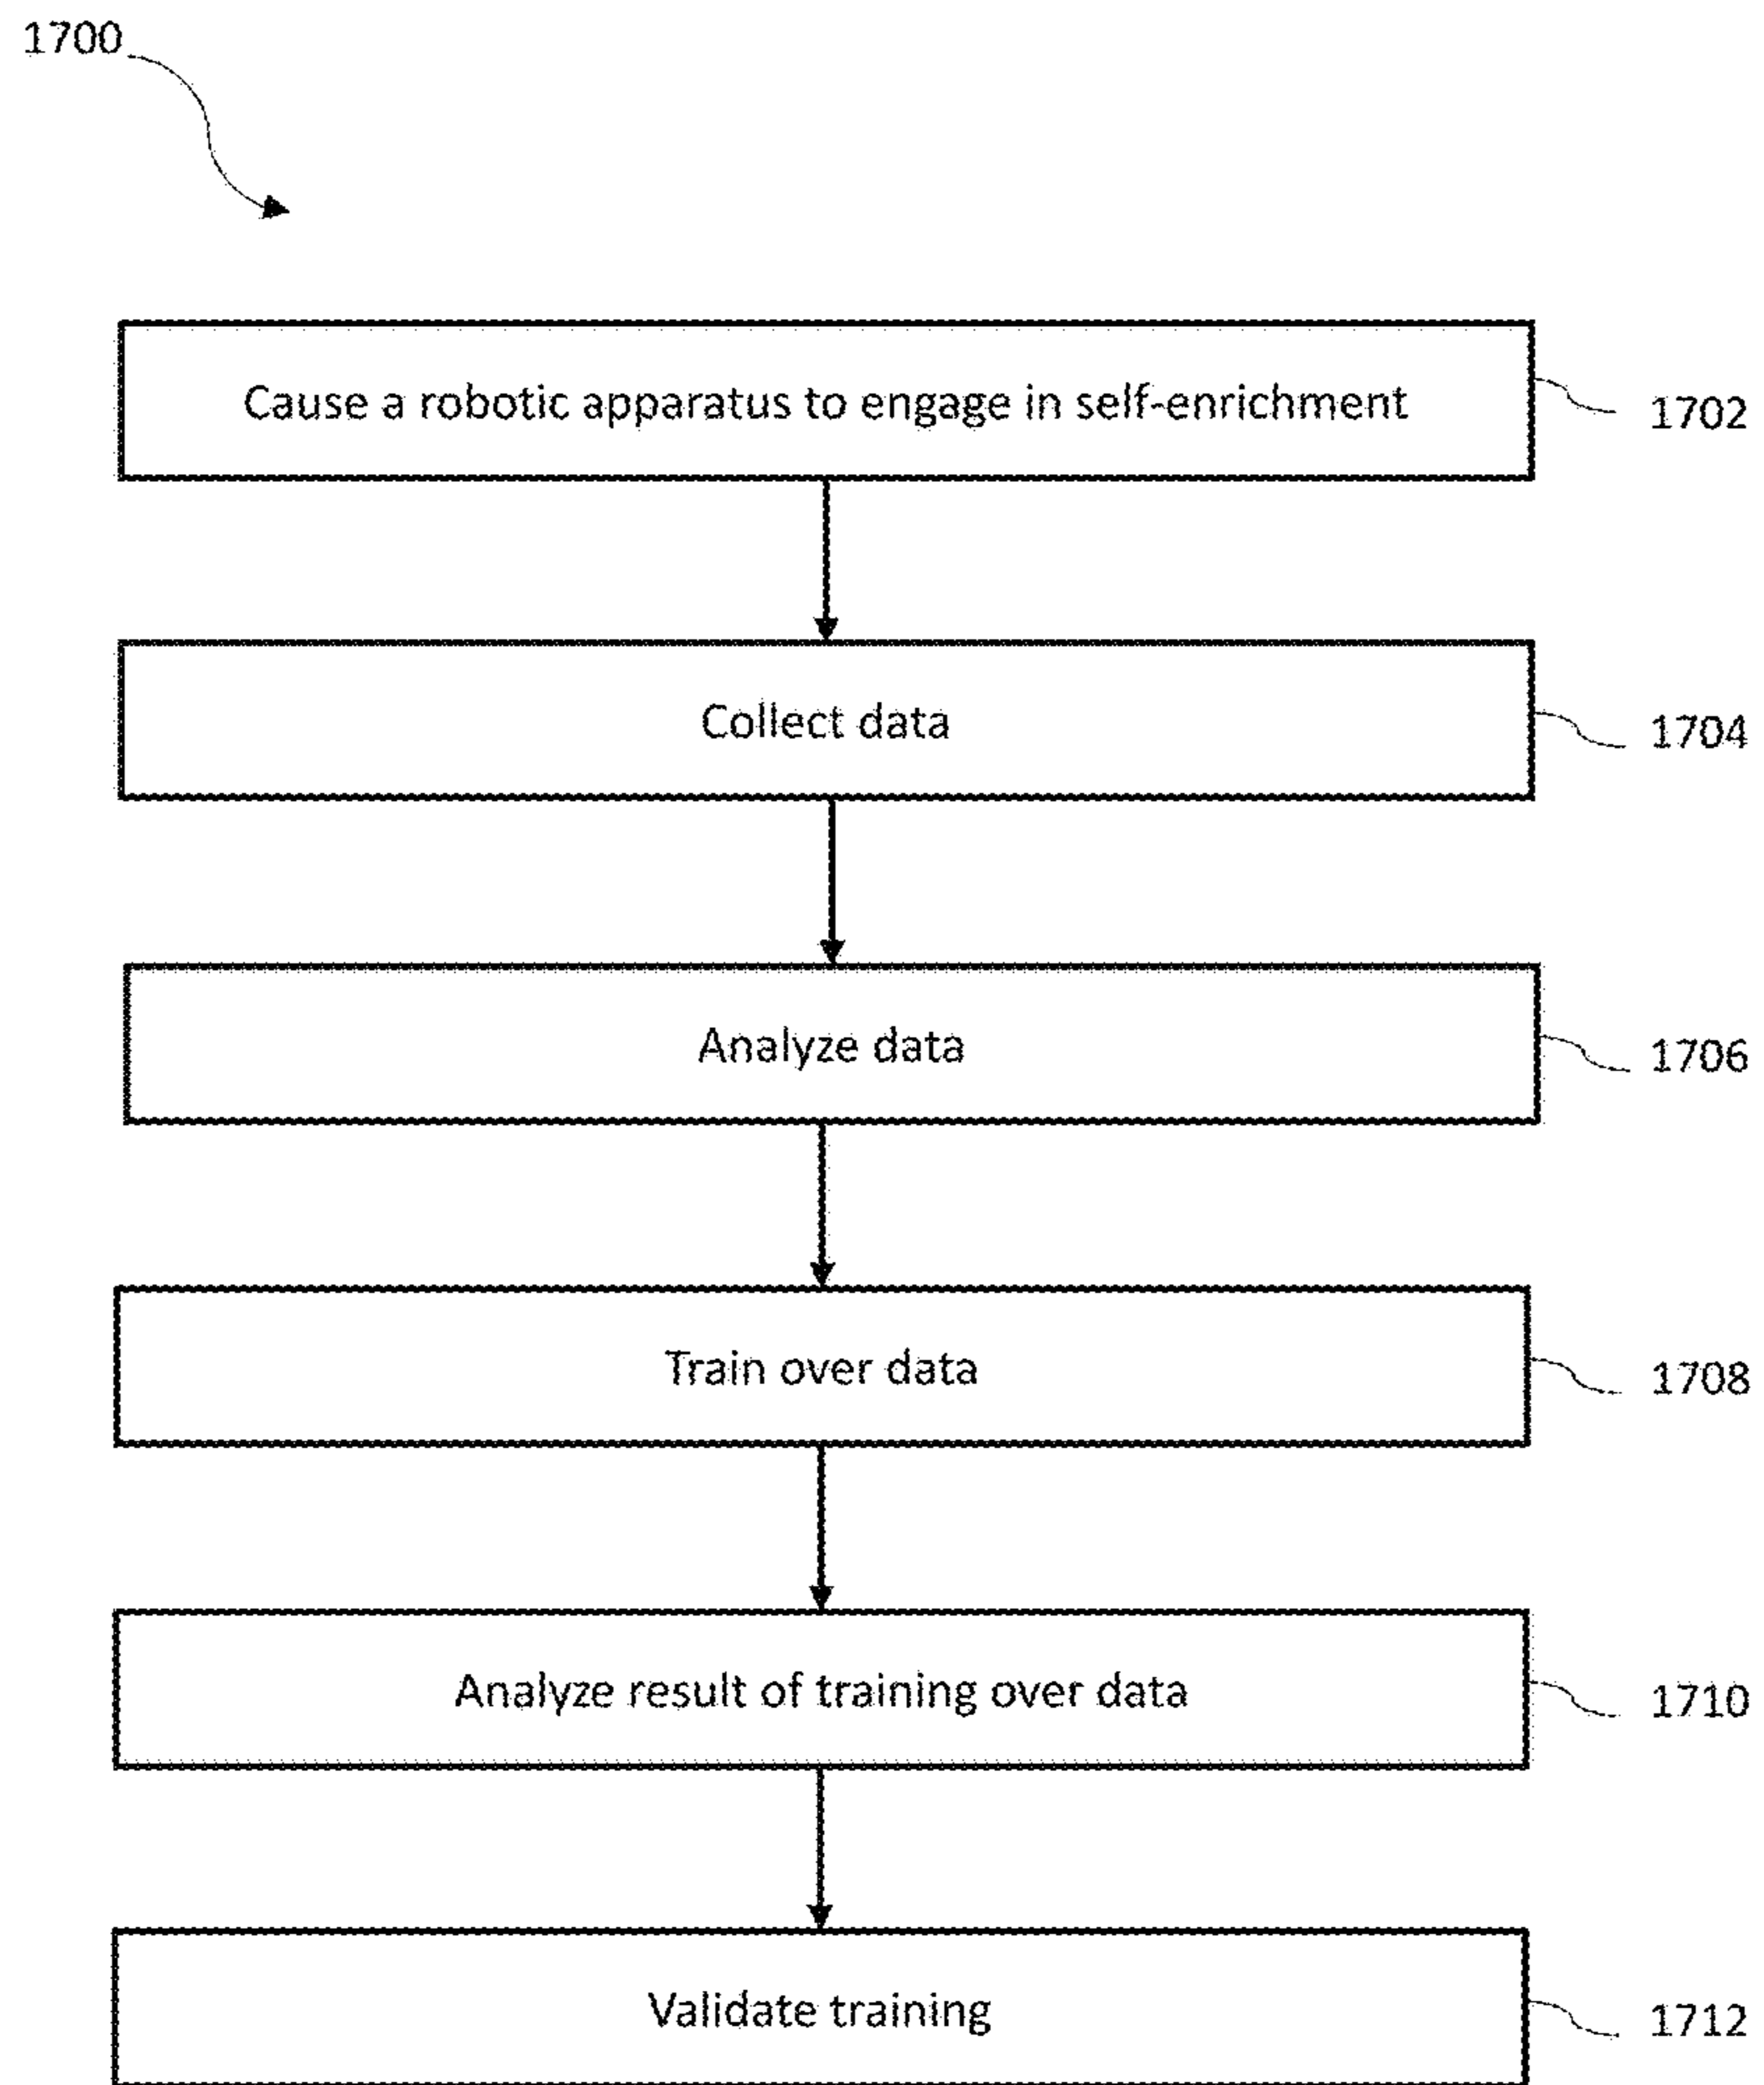 1700
Cause a robotic apparatus to engage in self-enrichment
1702
Collect data
1704
Analyze data
1706
Train over data
1708
Analyze result of training over data
1710
Validate training
1712